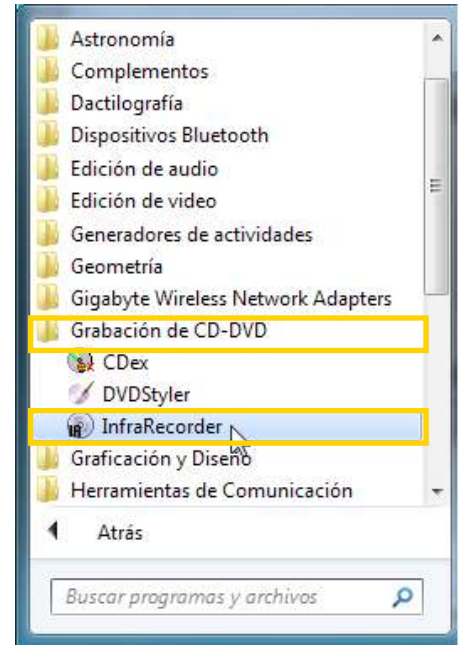 Astronomía
Complementos
Dactilografía
Dispositivos Bluetooth
Edición de audio
Edición de video
Generadores de actividades
Geometría
Gigabyte Wireless Network Adapters
Grabación de CD-DVD
CDex
DVDStyler
InfraRecorder
Graficación y Diseño
Herramientas de Comunicación
Atrás
Buscar programas y archivos